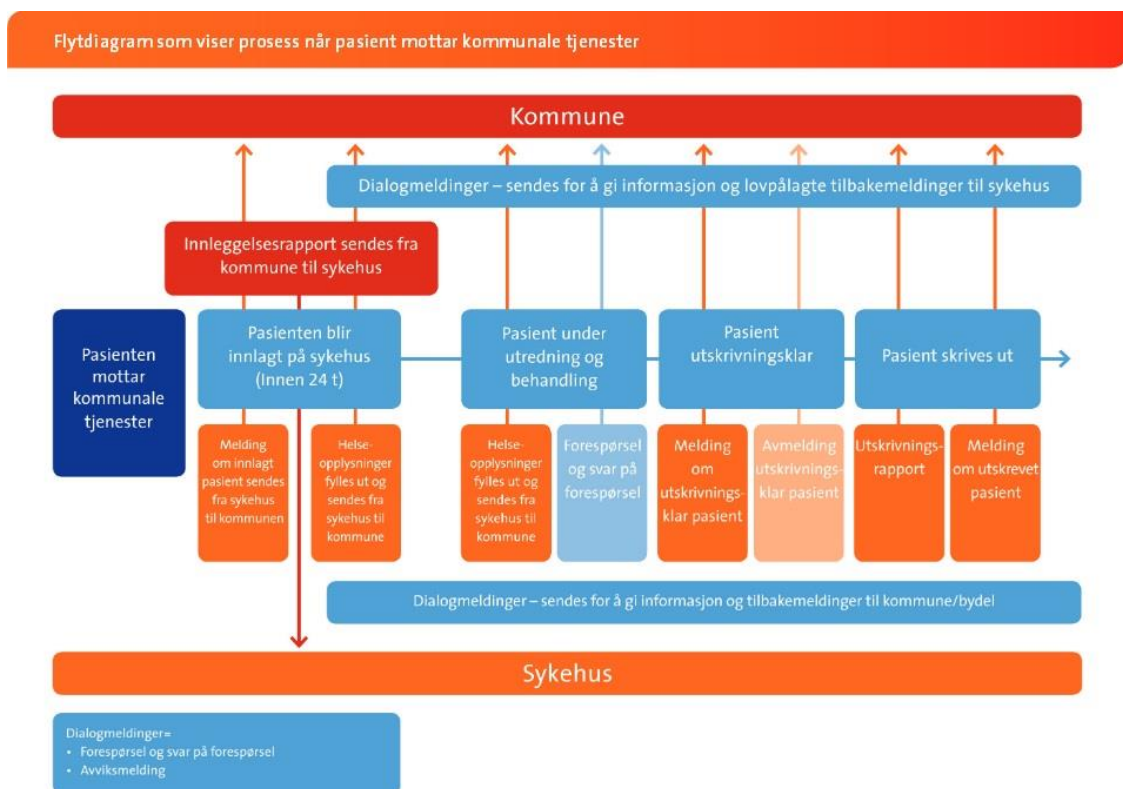 Flytdiagram som viser prosess når pasient mottar kommunale tjenester
Kommune
Dialogmeldinger – sendes for å gi informasjon og lovpålagte tilbakemeldinger til sykehus
Innleggelsesrapport sendes fra
kommune til sykehus
Pasienten
mottar
kommunale
tjenester
Pasienten blir
innlagt på sykehus
(Innen 24 t)
Pasient under
utredning og
behandling
Pasient
utskrivningsklar
Pasient skrives ut
Melding
om innlagt
pasient sendes
fra sykehus
til kommunen
Helse-
opplysninger
fylles ut og
sendes fra
sykehus til
kommune
Helse-
opplysninger
fylles ut og
sendes fra
sykehus til
kommune
Forespørsel
og svar på
forespørsel
Melding
om
utskrivnings-
klar pasient
Avmelding
utskrivnings-
klar pasient
Utskrivnings-
rapport
Melding
om utskrevet
pasient
Dialogmeldinger – sendes for å gi informasjon og tilbakemeldinger til kommune/bydel
Sykehus
Dialogmeldinger=
• Forespørsel og svar på forespørsel
• Avviksmelding